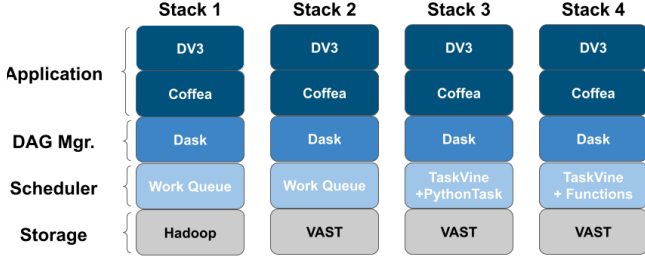 Stack 1 Stack 2 Stack 3 Stack 4
Application
DV3 DV3 DV3 DV3
Coffea Coffea Coffea Coffea
DAG Mgr. Dask Dask Dask Dask
Scheduler Work Queue Work Queue TaskVine +PythonTask TaskVine + Functions
Storage Hadoop VAST VAST VAST